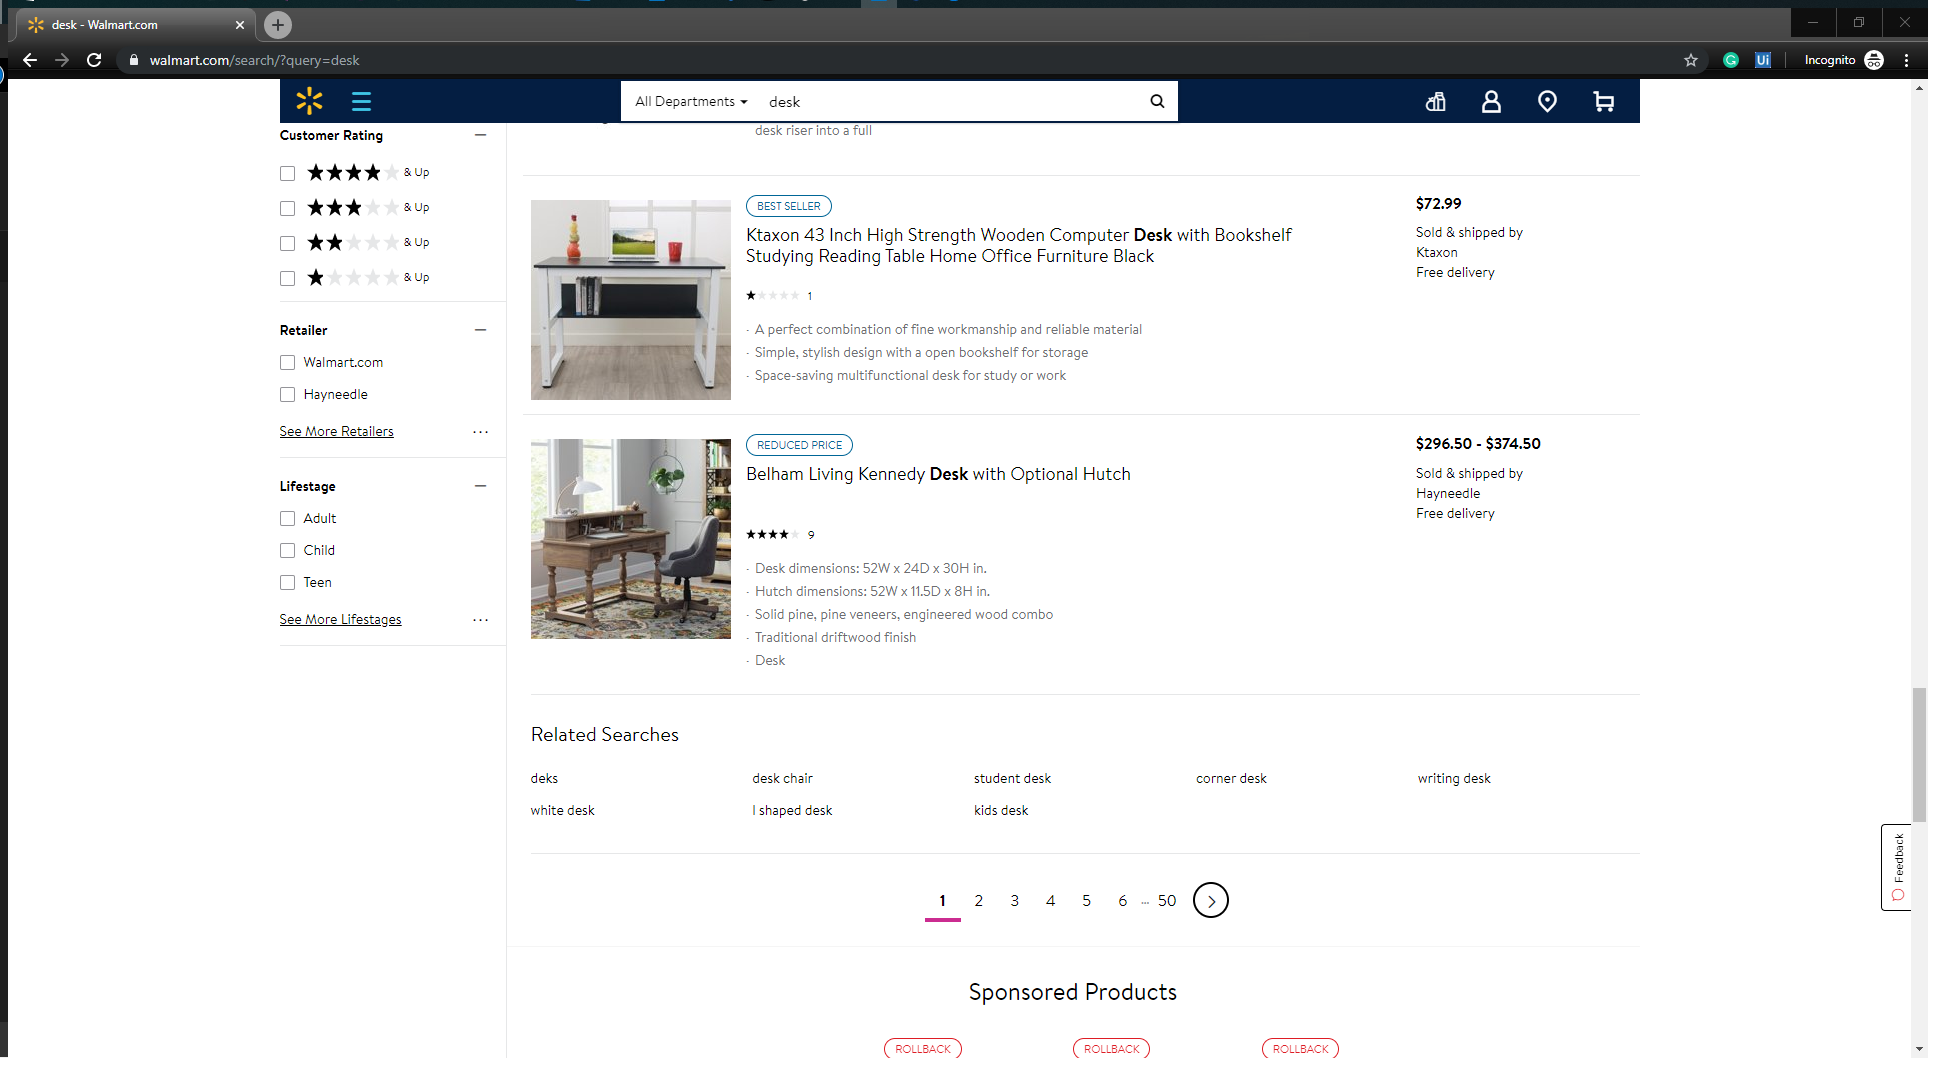 desk - Walmart.com
walmart.com/search/?query=desk
Incognito
All Departments
desk
Customer Rating
& Up
& Up
& Up
& Up
Retailer
Walmart.com
Hayneedle
See More Retailers
Lifestage
Adult
Child
Teen
See More Lifestages
desk riser into a full
BEST SELLER
Ktaxon 43 Inch High Strength Wooden Computer Desk with Bookshelf
Studying Reading Table Home Office Furniture Black
1
- A perfect combination of fine workmanship and reliable material
- Simple, stylish design with a open bookshelf for storage
- Space-saving multifunctional desk for study or work
$72.99
Sold & shipped by
Ktaxon
Free delivery
REDUCED PRICE
Belham Living Kennedy Desk with Optional Hutch
9
- Desk dimensions: 52W x 24D x 30H in.
- Hutch dimensions: 52W x 11.5D x 8H in.
- Solid pine, pine veneers, engineered wood combo
- Traditional driftwood finish
- Desk
$296.50 - $374.50
Sold & shipped by
Hayneedle
Free delivery
Related Searches
deks desk chair student desk corner desk writing desk
white desk l shaped desk kids desk
1 2 3 4 5 6 ... 50
Feedback
Sponsored Products
ROLLBACK ROLLBACK ROLLBACK